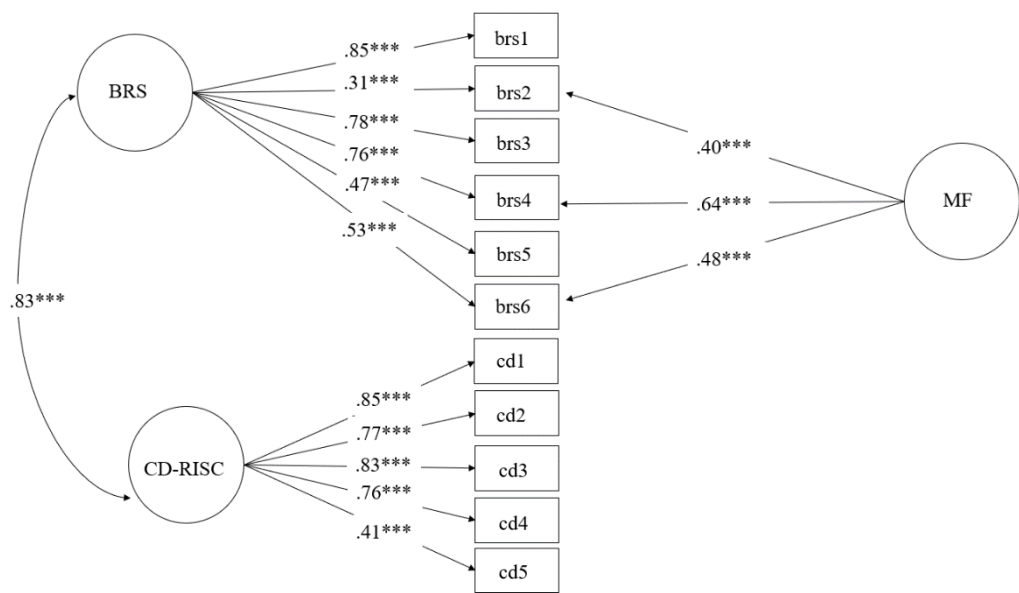 BRS
.85***
.31***
.78***
.76***
.47***
.53***
brs1
brs2
brs3
brs4
brs5
brs6
.40***
.64***
.48***
MF
.83***
CD-RISC
.85***
.77***
.83***
.76***
.41***
cd1
cd2
cd3
cd4
cd5